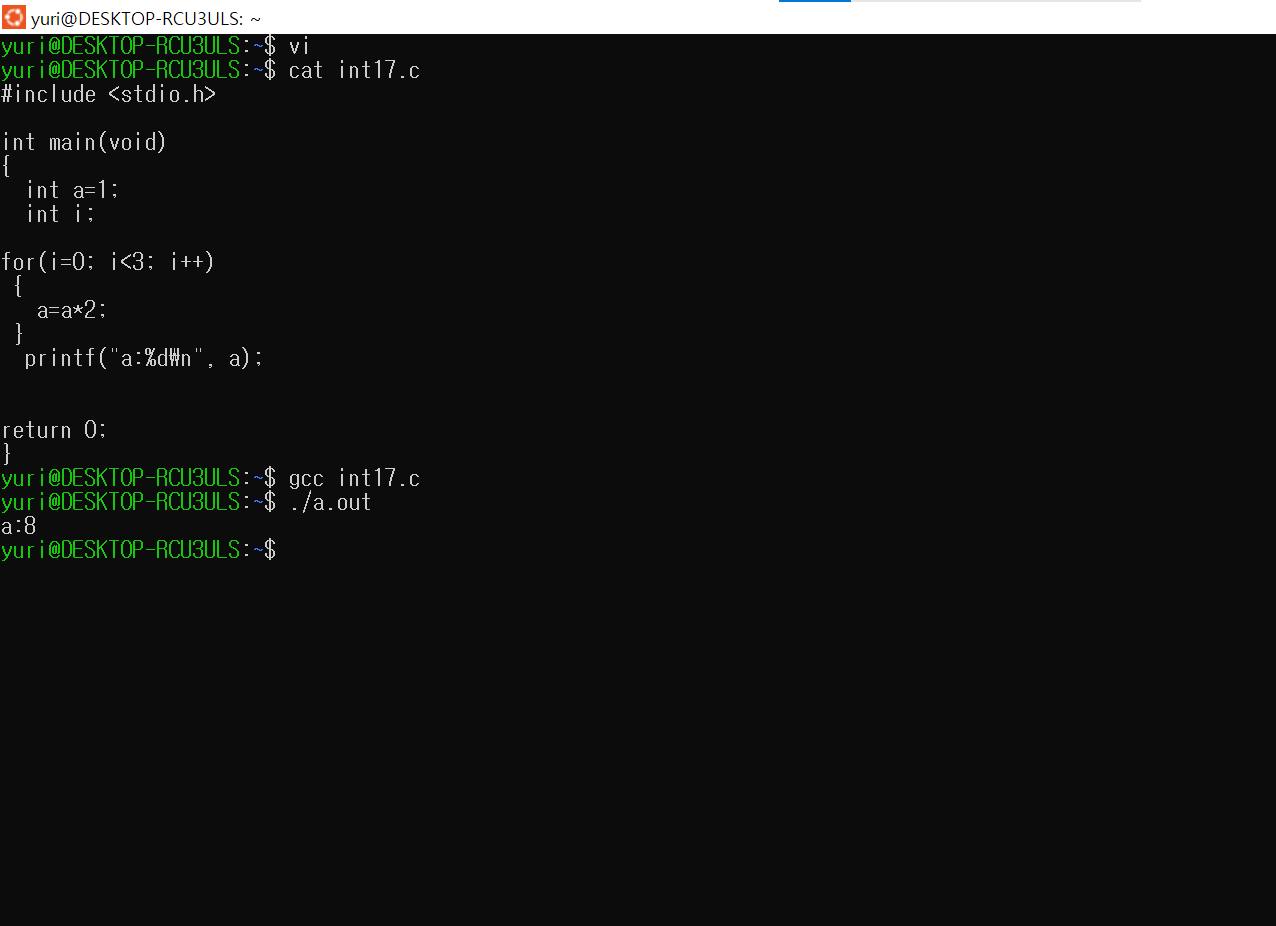 yuri@DESKTOP-RCU3ULS: ~
yuri@DESKTOP-RCU3ULS:~$ vi
yuri@DESKTOP-RCU3ULS:~$ cat int17.c
#include <stdio.h>
int main(void)
{
int a=1;
int i;
for(i=0; i<3; i++)
{
a=a*2;
}
printf("a:%d₩n", a);
return 0;
}
yuri@DESKTOP-RCU3ULS:~$ gcc int17.c
yuri@DESKTOP-RCU3ULS:~$ ./a.out
a:8
yuri@DESKTOP-RCU3ULS:~$